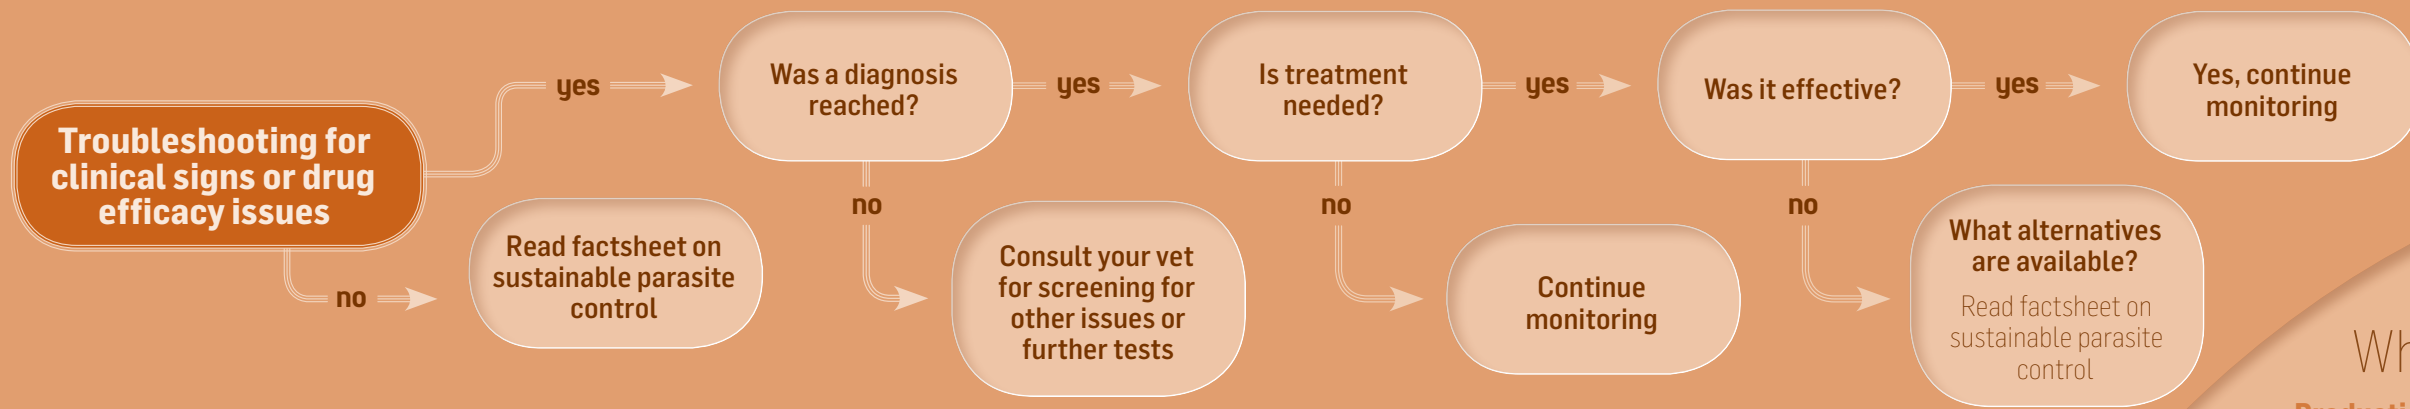 Troubleshooting for
clinical signs or drug
efficacy issues
yes
no
Read factsheet on
sustainable parasite
control
Was a diagnosis
reached?
yes
no
Consult your vet
for screening for
other issues or
further tests
Is treatment
needed?
yes
no
Continue
monitoring
Was it effective?
yes
no
What alternatives
are available?
Read factsheet on
sustainable parasite
control
Yes, continue
monitoring